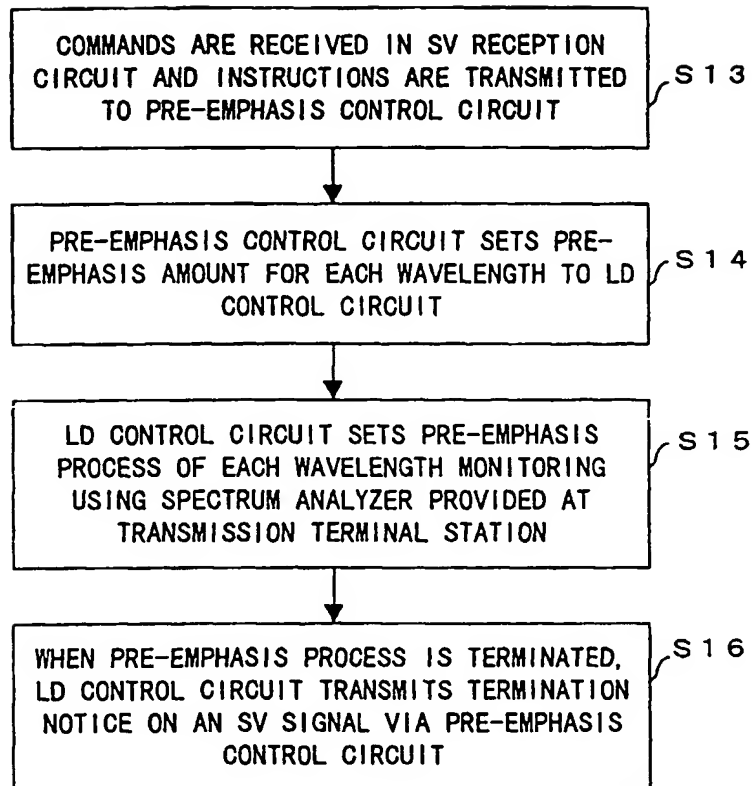 COMMANDS ARE RECEIVED IN SV RECEPTION
CIRCUIT AND INSTRUCTIONS ARE TRANSMITTED
TO PRE-EMPHASIS CONTROL CIRCUIT
S13
PRE-EMPHASIS CONTROL CIRCUIT SETS PRE-
EMPHASIS AMOUNT FOR EACH WAVELENGTH TO LD
CONTROL CIRCUIT
S14
LD CONTROL CIRCUIT SETS PRE-EMPHASIS
PROCESS OF EACH WAVELENGTH MONITORING
USING SPECTRUM ANALYZER PROVIDED AT
TRANSMISSION TERMINAL STATION
S15
WHEN PRE-EMPHASIS PROCESS IS TERMINATED,
LD CONTROL CIRCUIT TRANSMITS TERMINATION
NOTICE ON AN SV SIGNAL VIA PRE-EMPHASIS
CONTROL CIRCUIT
S16